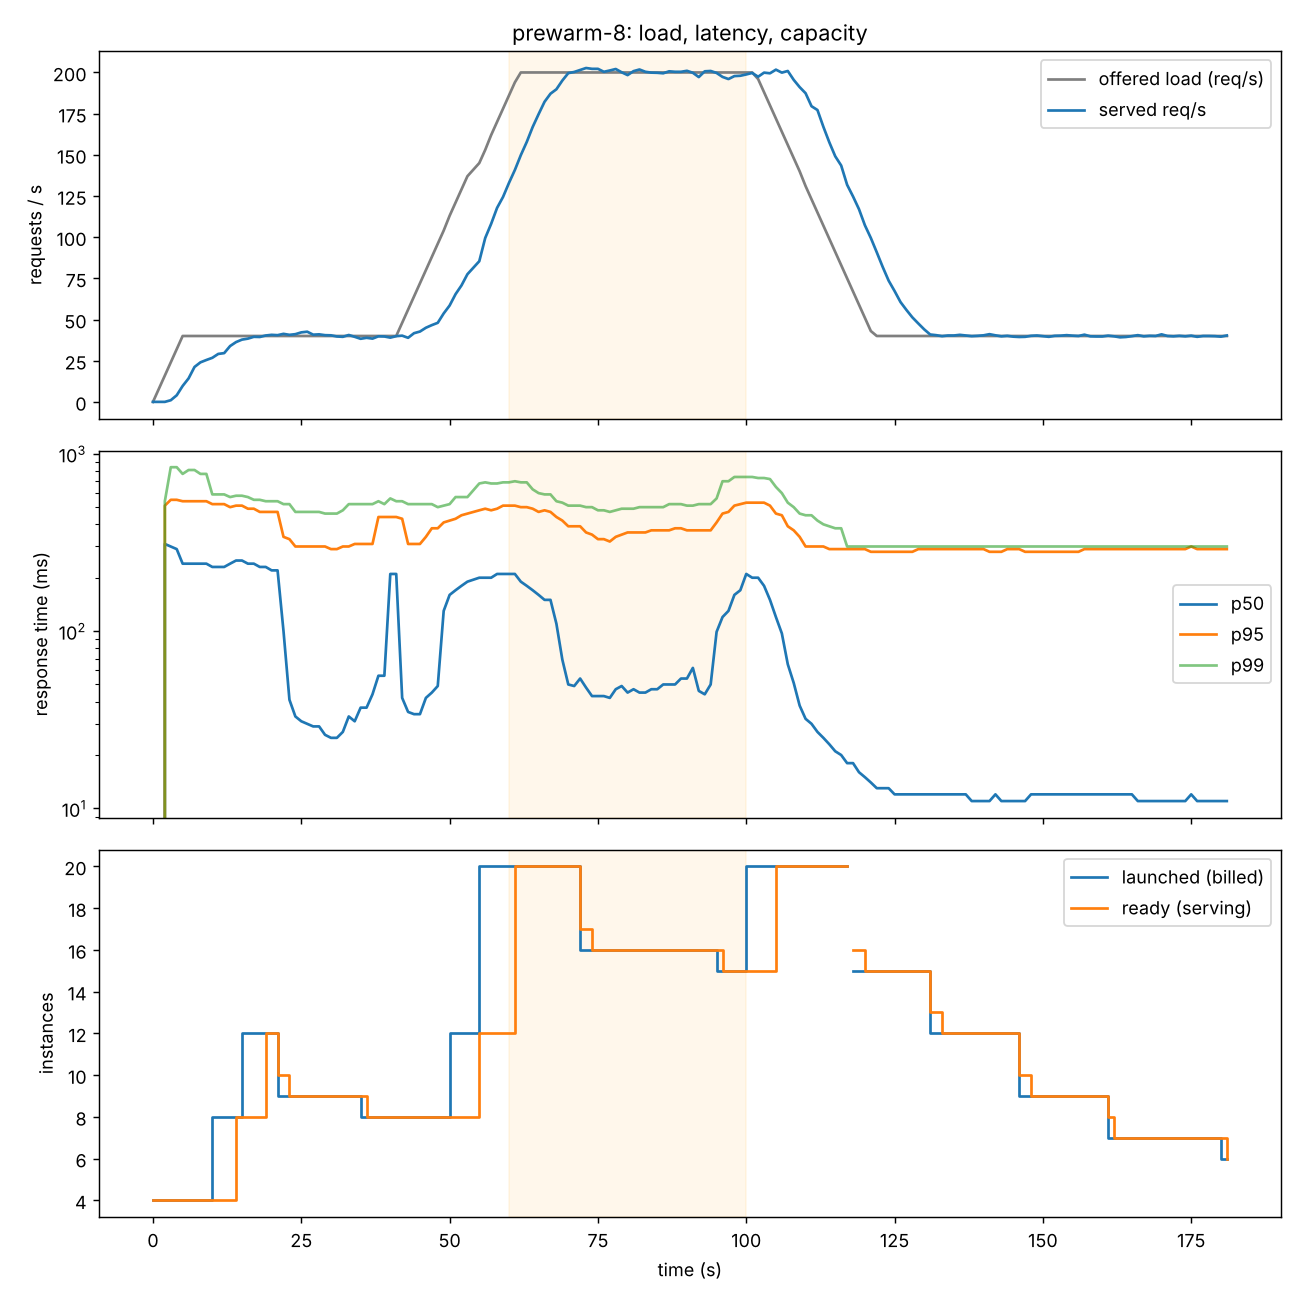 prewarm-8: load, latency, capacity
requests / s
200
175
150
125
100
75
50
25
0
offered load (req/s)
served req/s
response time (ms)
10³
10²
10¹
p50
p95
p99
instances
20
18
16
14
12
10
8
6
4
launched (billed)
ready (serving)
0 25 50 75 100 125 150 175
time (s)